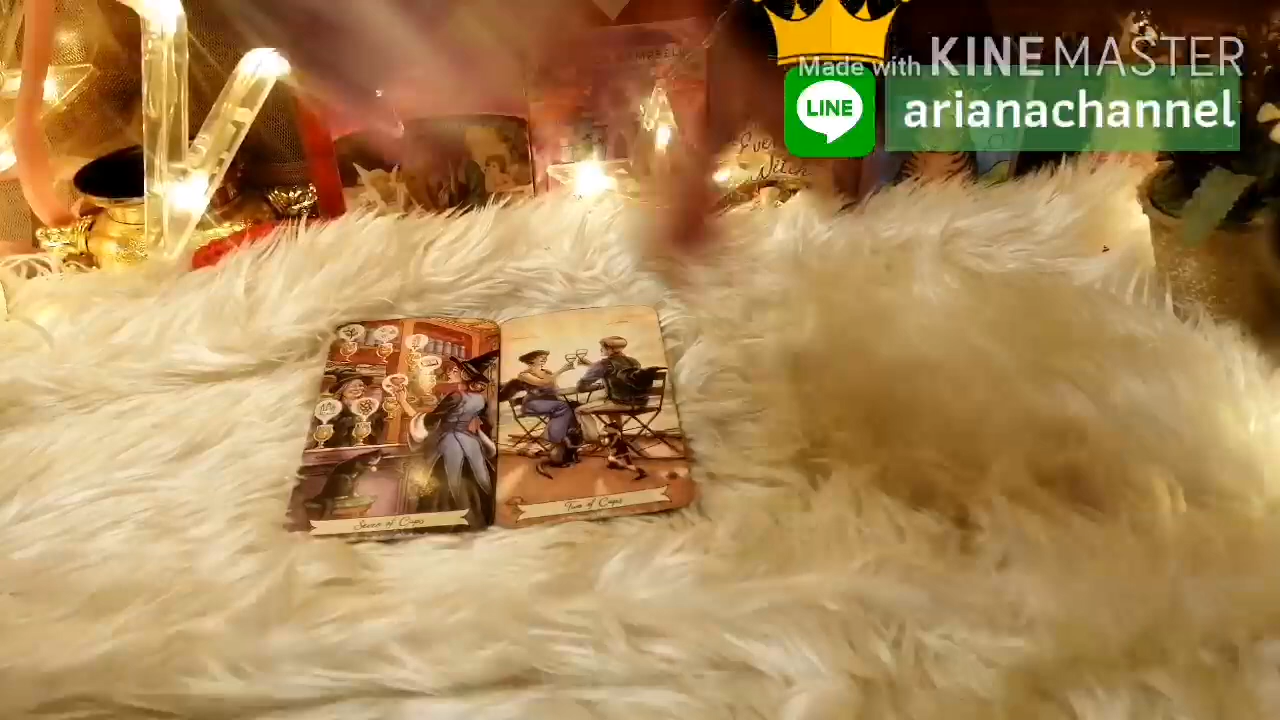 Made with KINEMASTER
LINE
arianachannel
Seven of Cups
Two of Cups